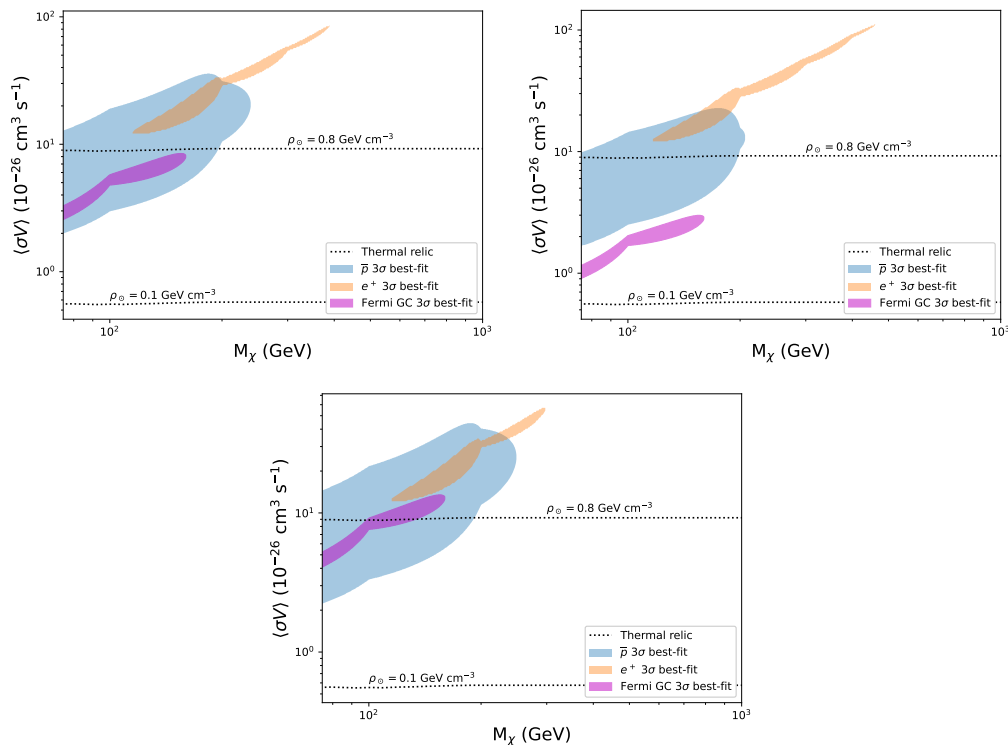 10²
10¹
10⁰
⟨σV⟩ (10⁻²⁶ cm³ s⁻¹)
ρ⊙ = 0.8 GeV cm⁻³
ρ⊙ = 0.1 GeV cm⁻³
Thermal relic
p̅ 3σ best-fit
e⁺ 3σ best-fit
Fermi GC 3σ best-fit
10²
10³
Mχ (GeV)
10²
10¹
10⁰
⟨σV⟩ (10⁻²⁶ cm³ s⁻¹)
ρ⊙ = 0.8 GeV cm⁻³
ρ⊙ = 0.1 GeV cm⁻³
Thermal relic
p̅ 3σ best-fit
e⁺ 3σ best-fit
Fermi GC 3σ best-fit
10²
10³
Mχ (GeV)
10¹
10⁰
⟨σV⟩ (10⁻²⁶ cm³ s⁻¹)
ρ⊙ = 0.8 GeV cm⁻³
ρ⊙ = 0.1 GeV cm⁻³
Thermal relic
p̅ 3σ best-fit
e⁺ 3σ best-fit
Fermi GC 3σ best-fit
10²
10³
Mχ (GeV)